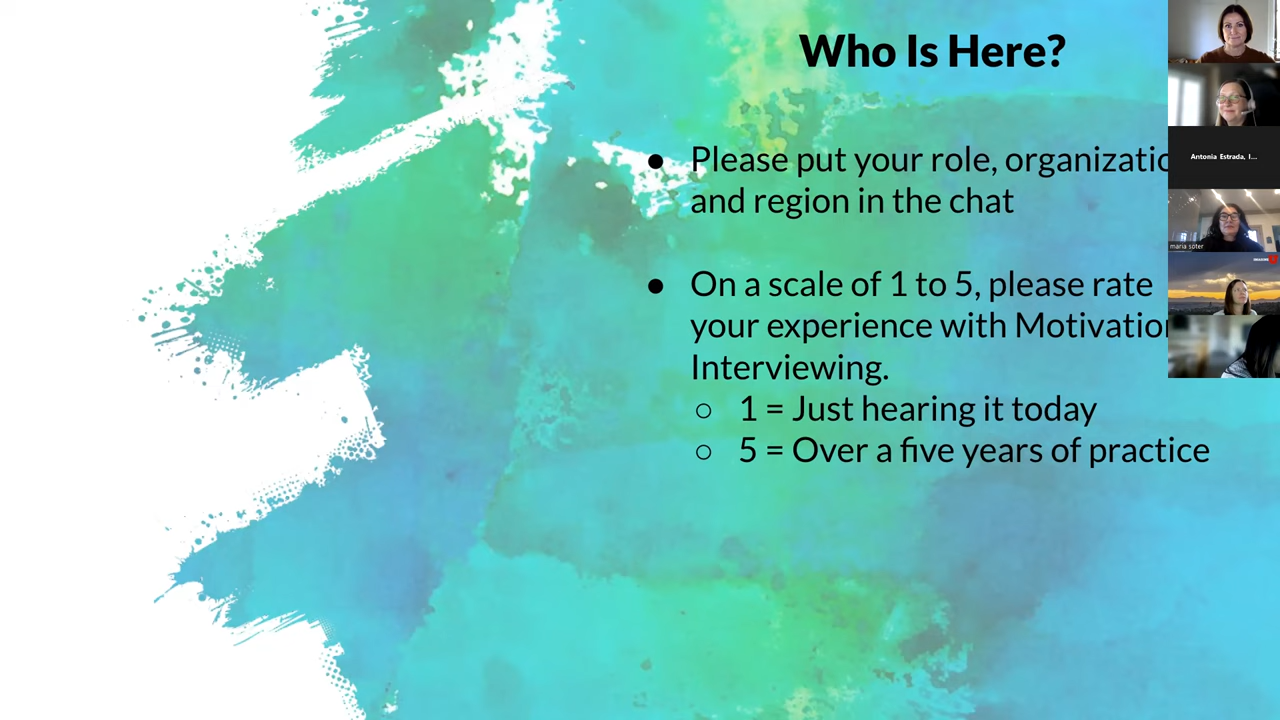 Who Is Here?
● Please put your role, organizatio
and region in the chat
● On a scale of 1 to 5, please rate
your experience with Motivation
Interviewing.
○ 1 = Just hearing it today
○ 5 = Over a five years of practice
Antonia Estrada, I...
maria soter